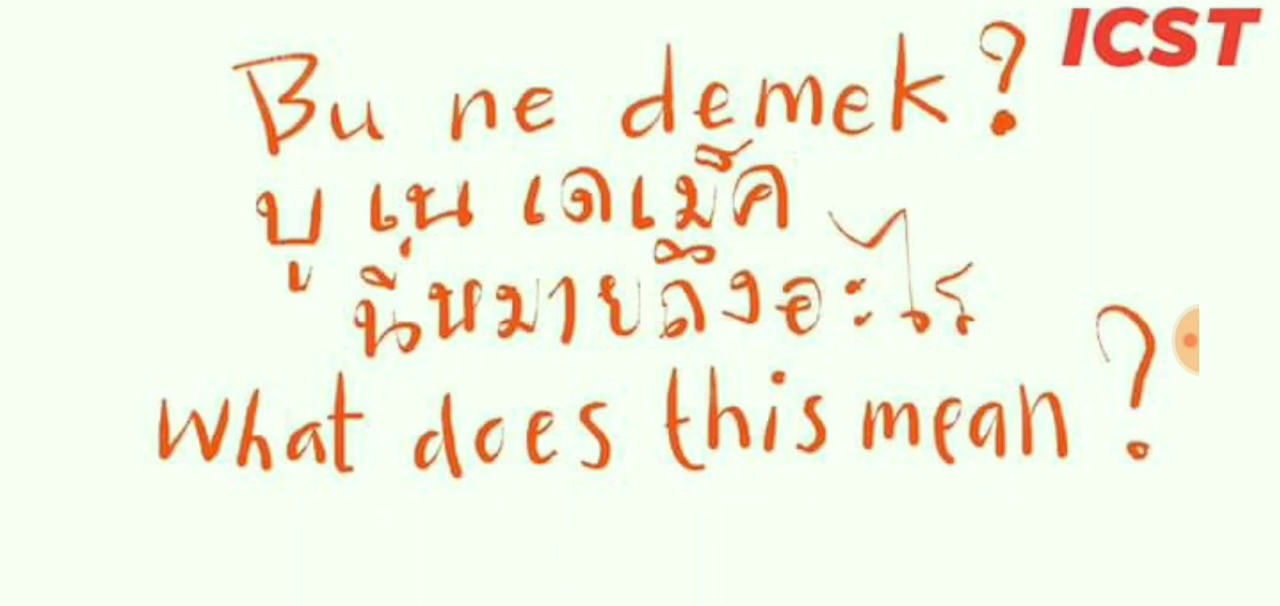 Bu ne demek?
ICST
บู เน เดเม็ค
นี่หมายถึงอะไร
What does this mean?